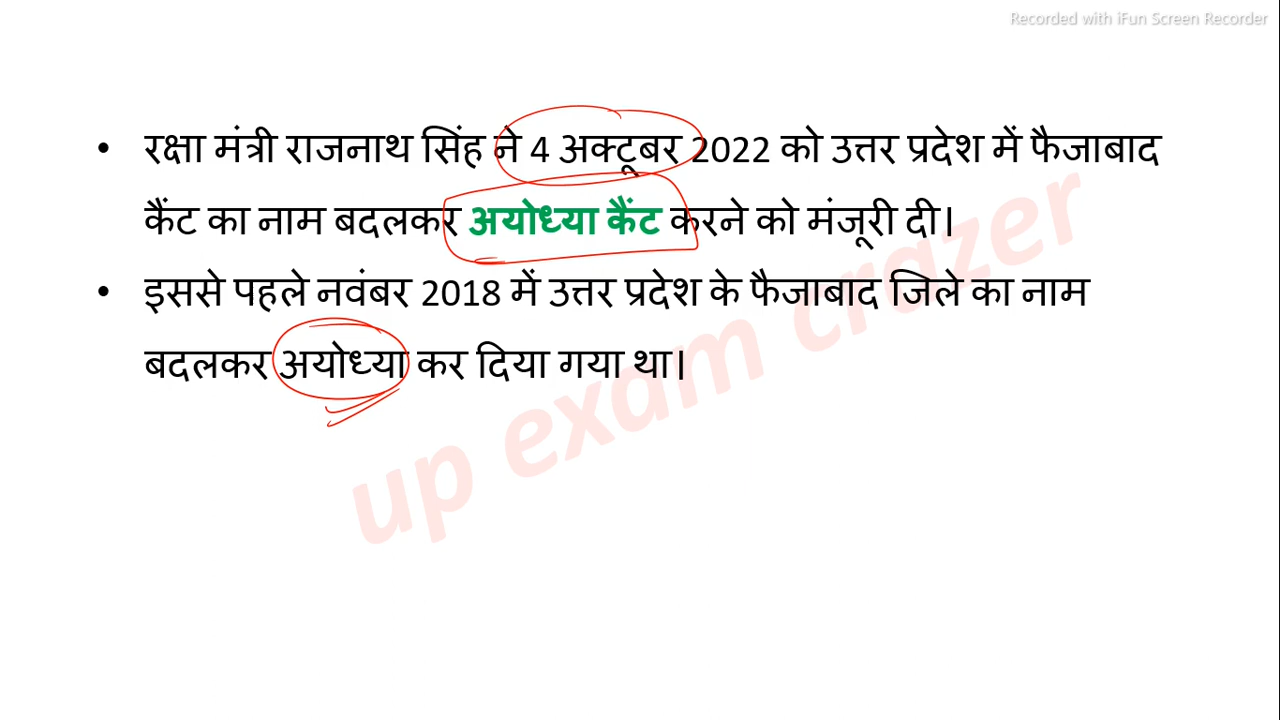 Recorded with iFun Screen Recorder
• रक्षा मंत्री राजनाथ सिंह ने 4 अक्टूबर 2022 को उत्तर प्रदेश में फैजाबाद
कैंट का नाम बदलकर अयोध्या कैंट करने को मंजूरी दी।
• इससे पहले नवंबर 2018 में उत्तर प्रदेश के फैजाबाद जिले का नाम
बदलकर अयोध्या कर दिया गया था।
up exam crazer